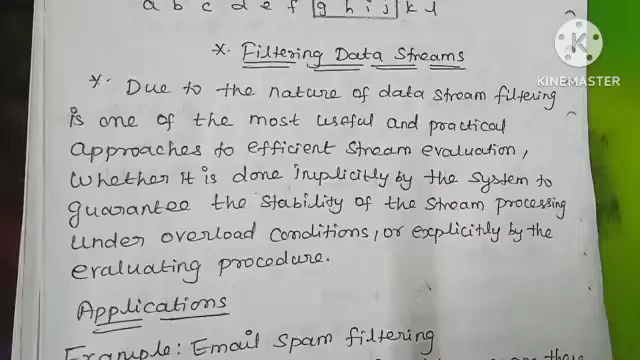 a b c d e f g h i j k l
*. Filtering Data Streams
*. Due to the nature of data stream filtering
is one of the most useful and practical
approaches to efficient stream evaluation,
whether it is done implicitly by the system to
guarantee the stability of the stream processing
under overload conditions, or explicitly by the
evaluating procedure.
Applications
Example: Email Spam filtering
are these
K
KINEMASTER